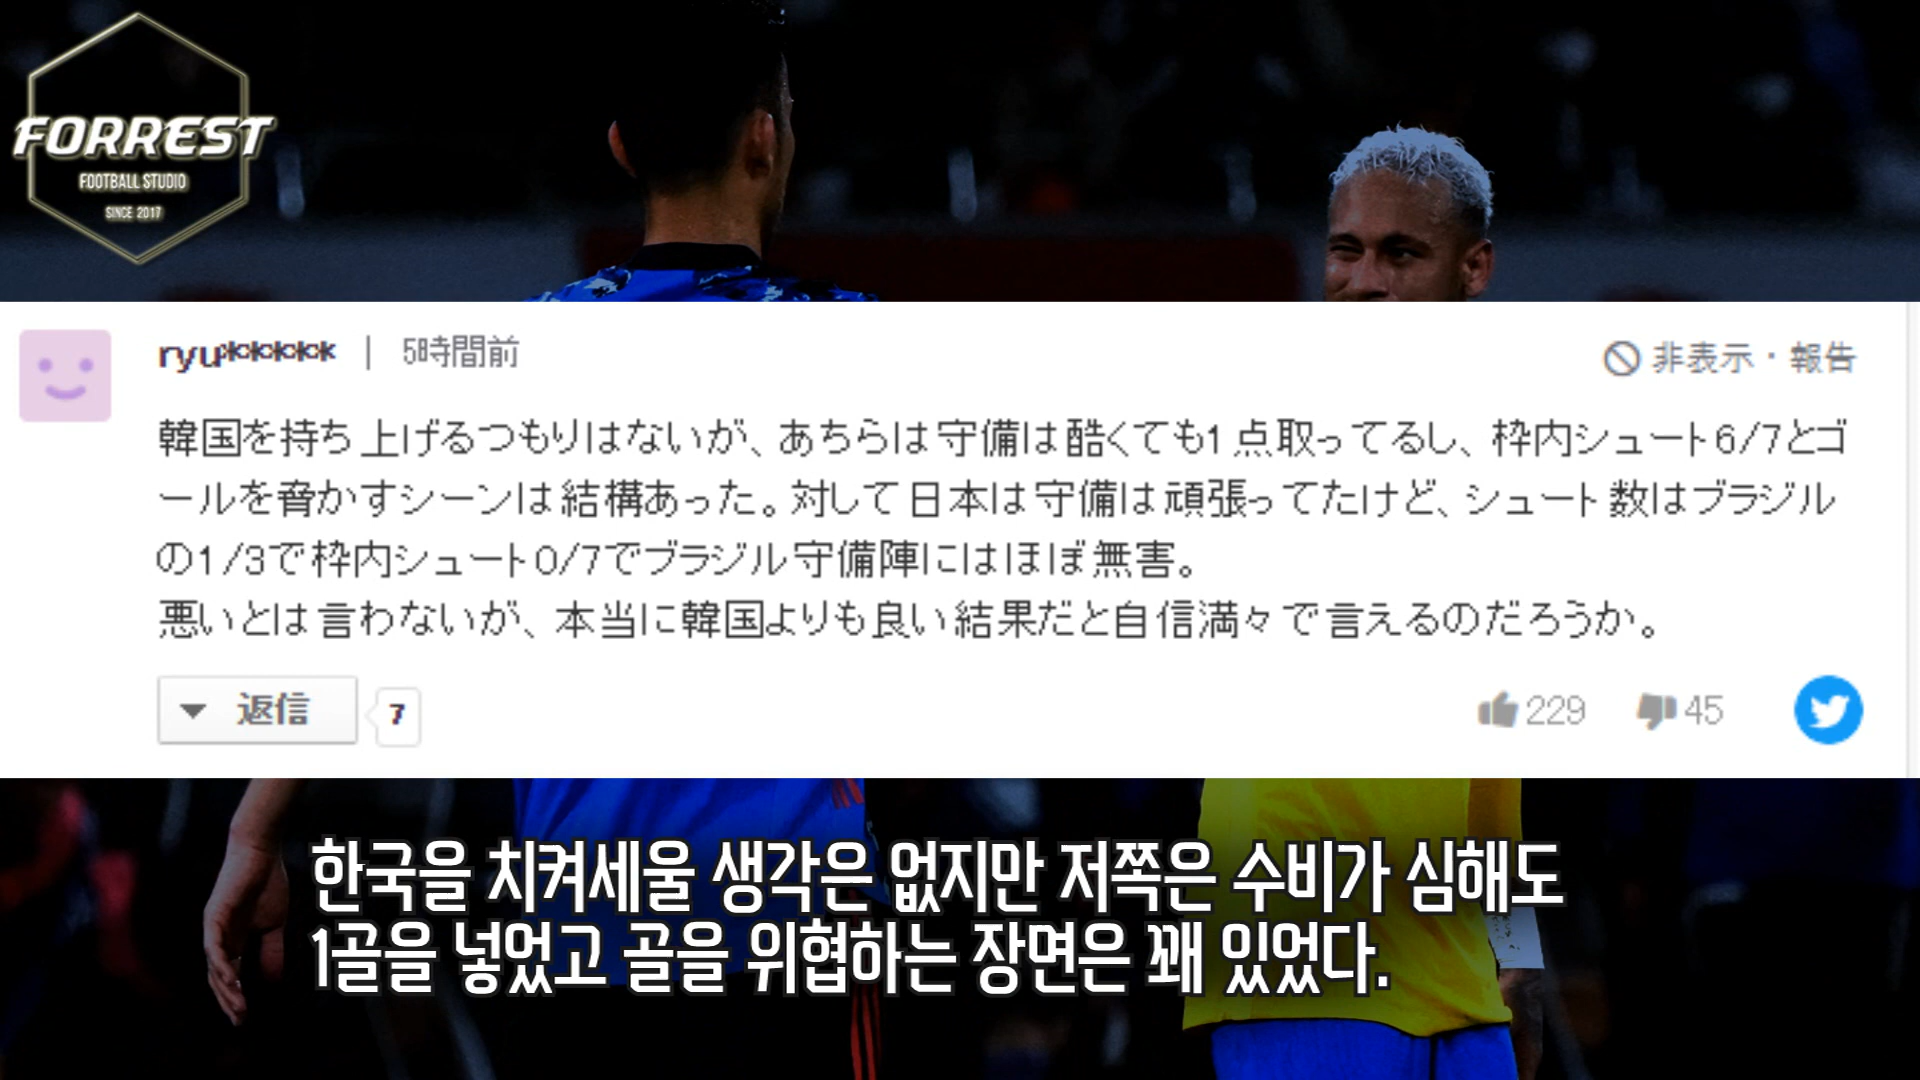 FORREST
FOOTBALL STUDIO
SINCE 2017
ryu***** | 5時間前
非表示・報告
韓国を持ち上げるつもりはないが、あちらは守備は酷くても1点取ってるし、枠内シュート6/7とゴ
ールを脅かすシーンは結構あった。対して日本は守備は頑張ってたけど、シュート数はブラジル
の1/3で枠内シュート0/7でブラジル守備陣にはほぼ無害。
悪いとは言わないが、本当に韓国よりも良い結果だと自信満々で言えるのだろうか。
返信 7
229 45
한국을 치켜세울 생각은 없지만 저쪽은 수비가 심해도
1골을 넣었고 골을 위협하는 장면은 꽤 있었다.